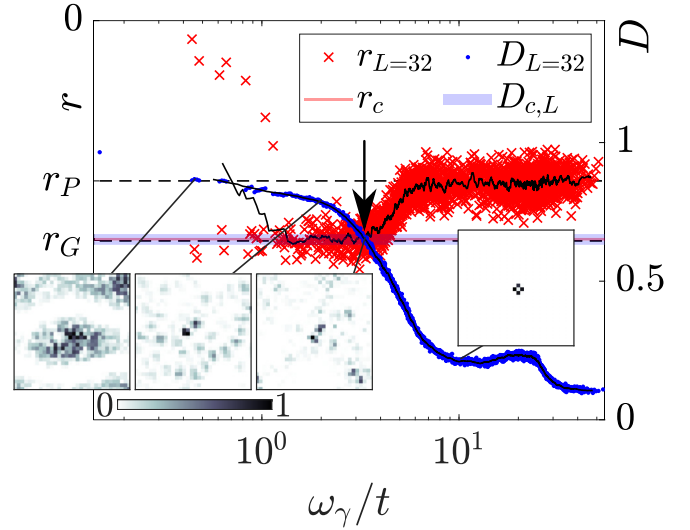 0
r
D
r_{L=32} D_{L=32}
r_c D_{c,L}
1
r_P
r_G
0.5
0 1
0
10^0 10^1
ω_γ/t